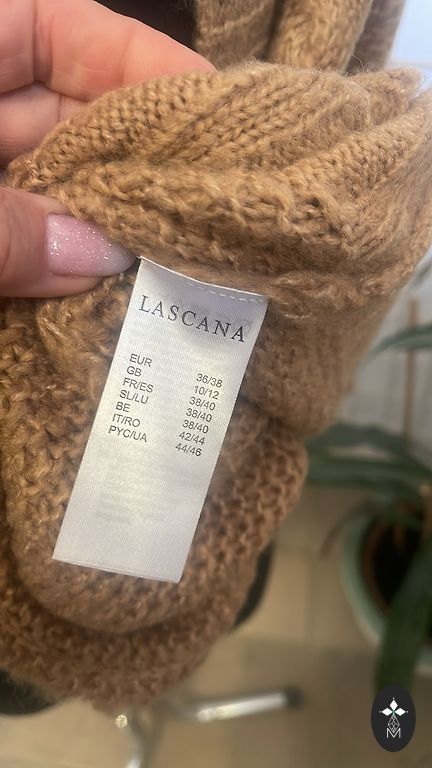 LASCANA
EUR 36/38
GB 10/12
FR/ES 38/40
SL/LU 38/40
BE 38/40
IT/RO 42/44
PYC/UA 44/46
M